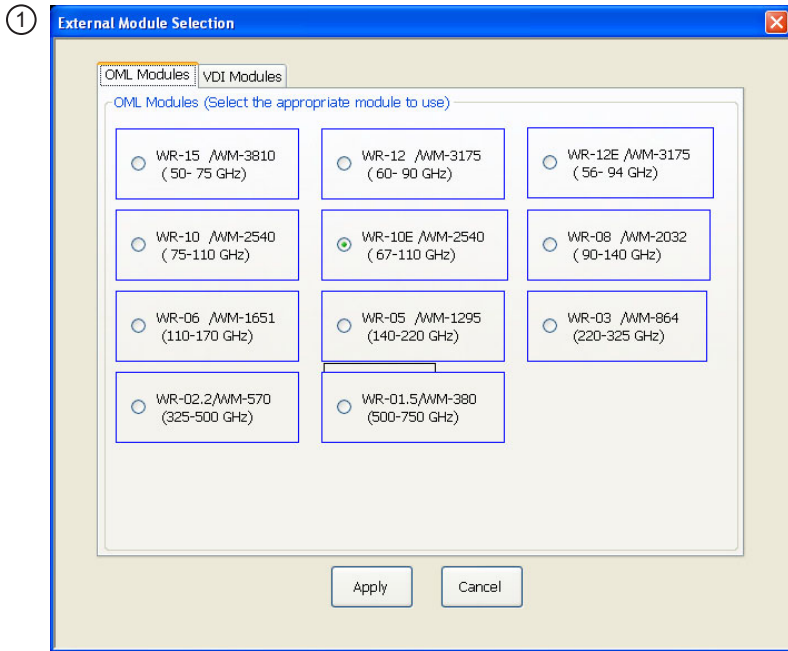 ①
External Module Selection
OML Modules VDI Modules
OML Modules (Select the appropriate module to use)
WR-15 /WM-3810
( 50- 75 GHz)
WR-12 /WM-3175
( 60- 90 GHz)
WR-12E /WM-3175
( 56- 94 GHz)
WR-10 /WM-2540
( 75-110 GHz)
WR-10E /WM-2540
( 67-110 GHz)
WR-08 /WM-2032
( 90-140 GHz)
WR-06 /WM-1651
(110-170 GHz)
WR-05 /WM-1295
(140-220 GHz)
WR-03 /WM-864
(220-325 GHz)
WR-02.2/WM-570
(325-500 GHz)
WR-01.5/WM-380
(500-750 GHz)
Apply Cancel